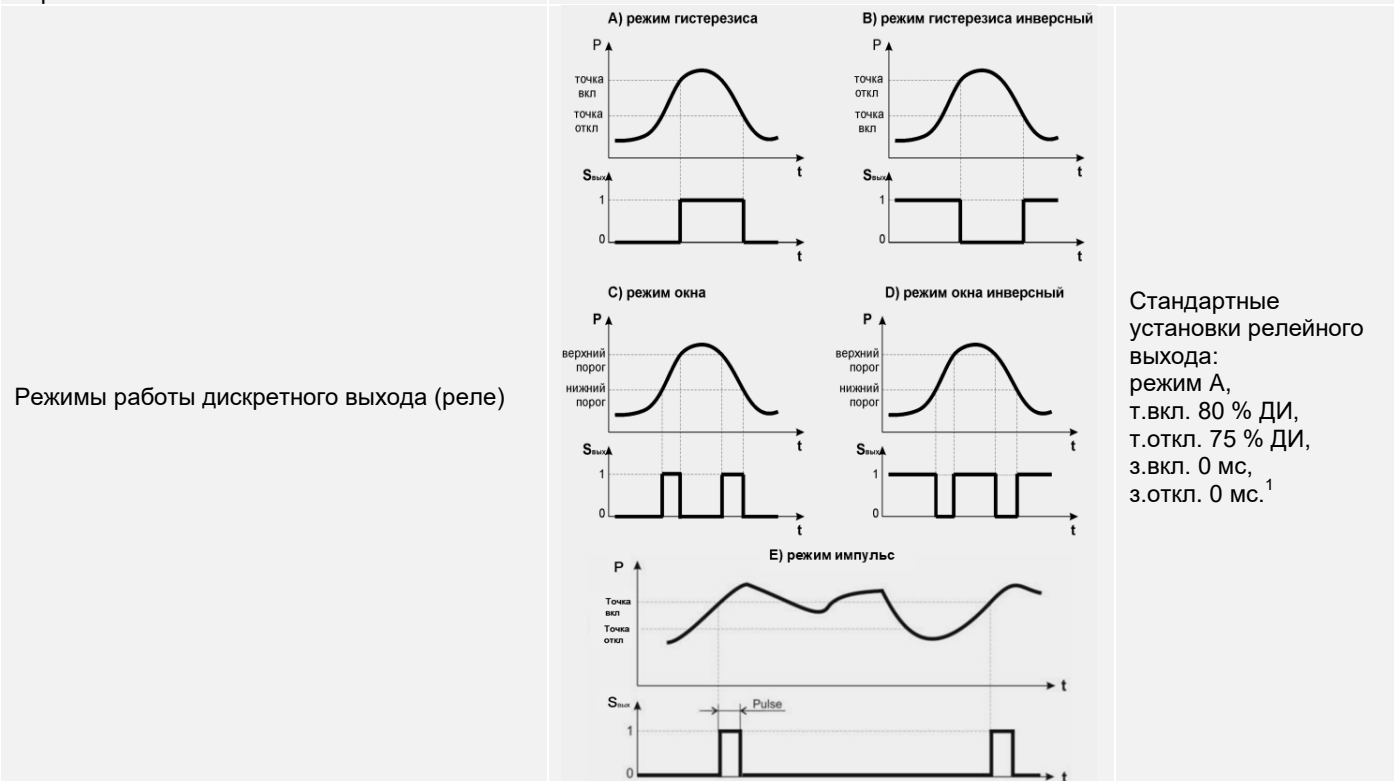 Режимы работы дискретного выхода (реле)
A) режим гистерезиса
P
точка
вкл
точка
откл
t
Sвых
1
0
t
B) режим гистерезиса инверсный
P
точка
откл
точка
вкл
t
Sвых
1
0
t
C) режим окна
P
верхний
порог
нижний
порог
t
Sвых
1
0
t
D) режим окна инверсный
P
верхний
порог
нижний
порог
t
Sвых
1
0
t
E) режим импульс
P
Точка
вкл
Точка
откл
t
Sвых
Pulse
1
0
t
Стандартные
установки релейного
выхода:
режим А,
т.вкл. 80 % ДИ,
т.откл. 75 % ДИ,
з.вкл. 0 мс,
з.откл. 0 мс.¹